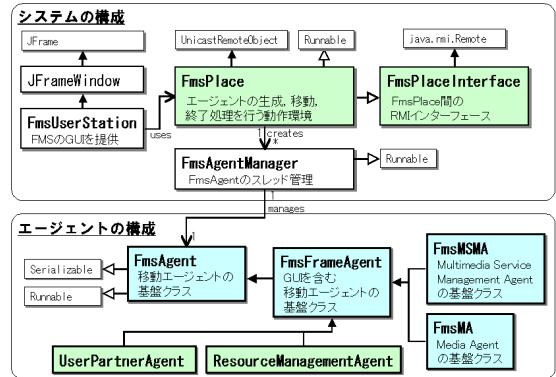 システムの構成
JFrame
UnicastRemoteObject
Runnable
java.rmi.Remote
JFrameWindow
FmsPlace
エージェントの生成, 移動,
終了処理を行う動作環境
FmsPlaceInterface
FmsPlace間の
RMIインターフェース
FmsUserStation
FMSのGUIを提供
uses
1 creates
*
FmsAgentManager
FmsAgentのスレッド管理
Runnable
1
manages
エージェントの構成
1
FmsAgent
移動エージェントの
基盤クラス
Serializable
Runnable
FmsFrameAgent
GUIを含む
移動エージェントの
基盤クラス
FmsMSMA
Multimedia Service
Management Agent
の基盤クラス
FmsMA
Media Agent
の基盤クラス
UserPartnerAgent
ResourceManagementAgent